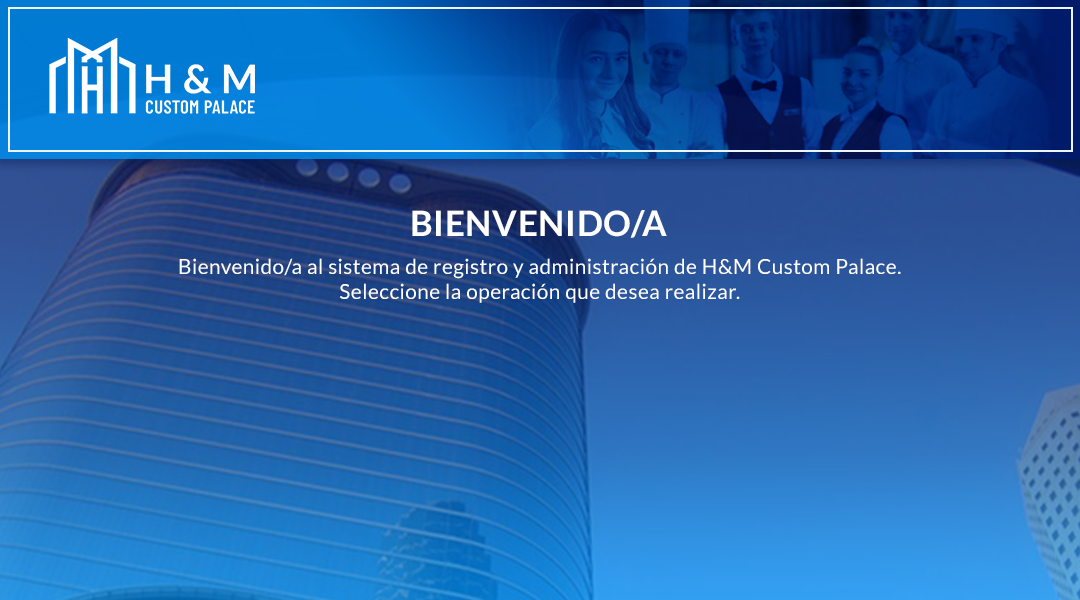 H & M
CUSTOM PALACE
BIENVENIDO/A
Bienvenido/a al sistema de registro y administración de H&M Custom Palace.
Seleccione la operación que desea realizar.